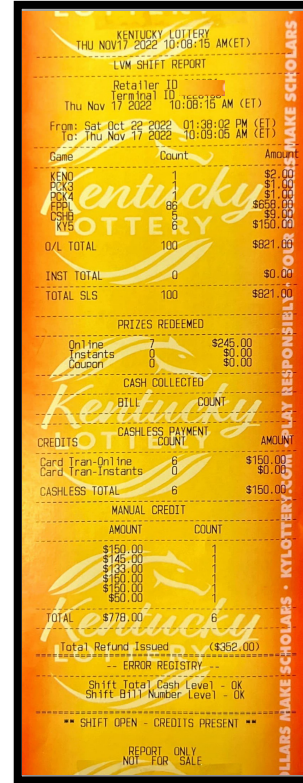 KENTUCKY LOTTERY
THU NOV17 2022 10:08:15 AM(ET)
LVM SHIFT REPORT
Retailer ID
Terminal ID
Thu Nov 17 2022 10:08:15 AM (ET)
From: Sat Oct 22 2022 01:38:02 PM (ET)
To: Thu Nov 17 2022 10:09:05 AM (ET)
Game Count Amount
KENO 1 $2.00
PCK3 1 $1.00
PCK4 1 $1.00
FPPL 86 $658.00
CSHB 5 $9.00
KY5 6 $150.00
O/L TOTAL 100 $821.00
INST TOTAL 0 $0.00
TOTAL SLS 100 $821.00
PRIZES REDEEMED
Online 7 $245.00
Instants 0 $0.00
Coupon 0 $0.00
CASH COLLECTED
BILL COUNT
CASHLESS PAYMENT
CREDITS COUNT AMOUNT
Card Tran-Online 6 $150.00
Card Tran-Instants 0 $0.00
CASHLESS TOTAL 6 $150.00
MANUAL CREDIT
AMOUNT COUNT
$150.00 1
$145.00 1
$133.00 1
$150.00 1
$150.00 1
$50.00 1
TOTAL $778.00 6
Total Refund Issued ($352.00)
-- ERROR REGISTRY --
Shift Total Cash Level - OK
Shift Bill Number Level - OK
** SHIFT OPEN - CREDITS PRESENT **
REPORT ONLY
NOT FOR SALE
Kentucky
LOTTERY
Kentucky
LOTTERY
Kentucky
LLARS MAKE SCHOLARS • KYLOTTERY.COM • PLAY RESPONSIBLY • YOUR MAKE SCHOLARS •